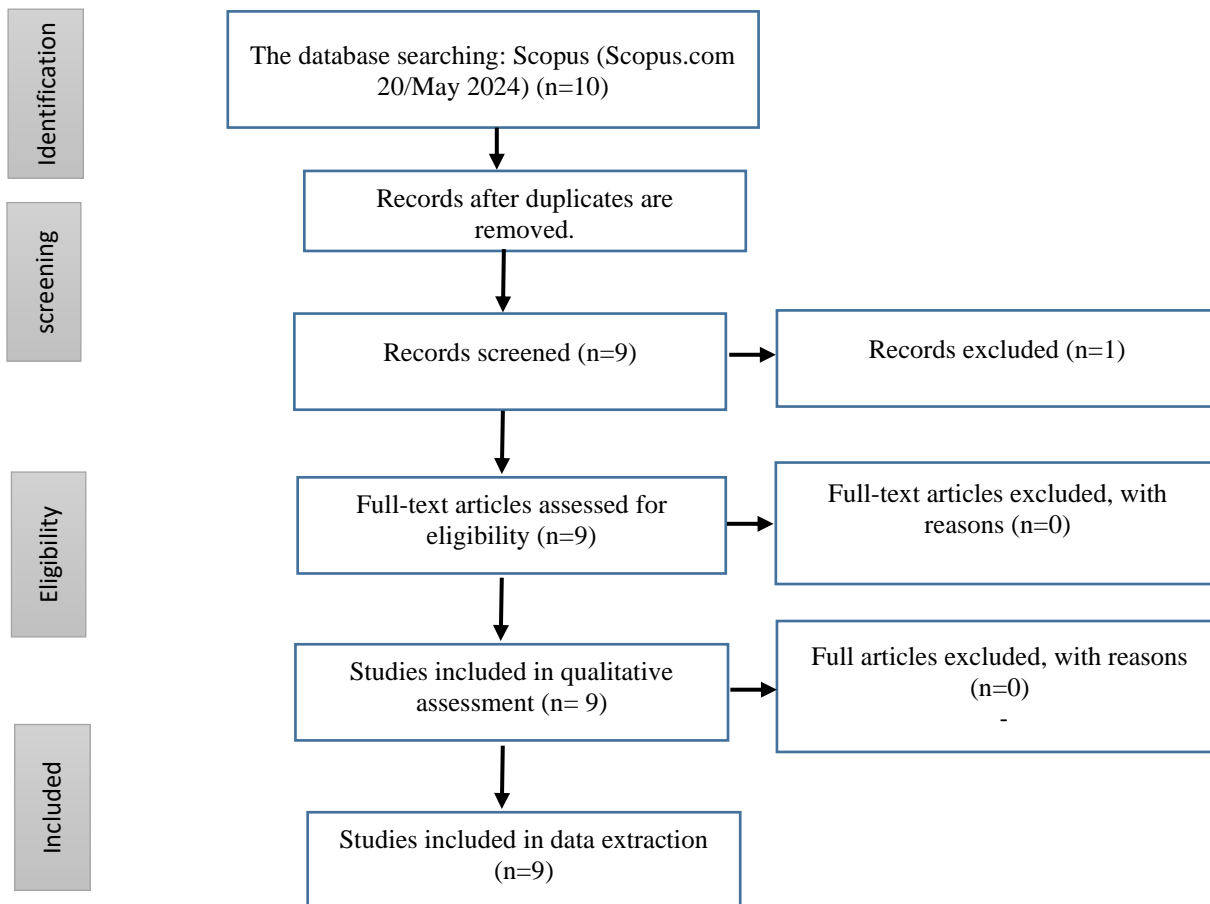 Identification
The database searching: Scopus (Scopus.com
20/May 2024) (n=10)
Records after duplicates are
removed.
screening
Records screened (n=9)
Records excluded (n=1)
Eligibility
Full-text articles assessed for
eligibility (n=9)
Full-text articles excluded, with
reasons (n=0)
Studies included in qualitative
assessment (n= 9)
Full articles excluded, with reasons
(n=0)
-
Included
Studies included in data extraction
(n=9)